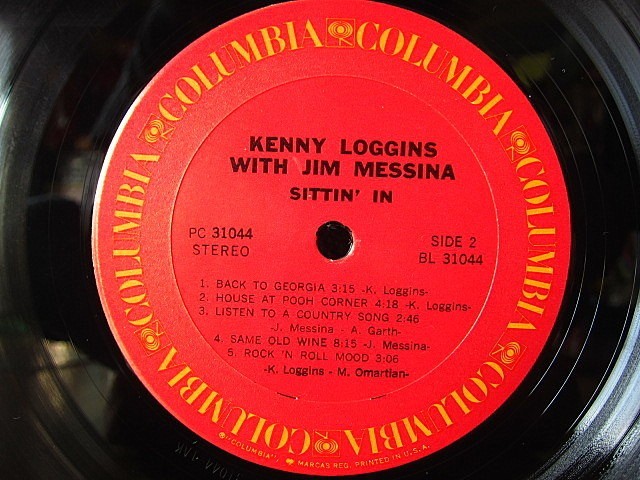 COLUMBIA COLUMBIA COLUMBIA COLUMBIA COLUMBIA COLUMBIA
KENNY LOGGINS
WITH JIM MESSINA
SITTIN' IN
PC 31044
STEREO
SIDE 2
BL 31044
1. BACK TO GEORGIA 3:15 -K. Loggins-
2. HOUSE AT POOH CORNER 4:18 -K. Loggins-
3. LISTEN TO A COUNTRY SONG 2:46
-J. Messina - A. Garth-
4. SAME OLD WINE 8:15 -J. Messina-
5. ROCK 'N ROLL MOOD 3:06
-K. Loggins - M. Omartian-
"COLUMBIA" MARCAS REG. PRINTED IN U.S.A.